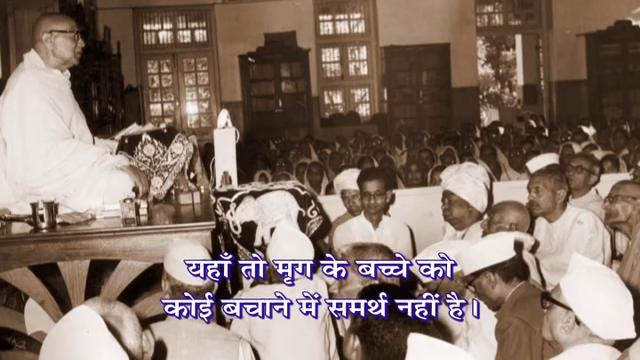 यहाँ तो मृग के बच्चे को
कोई बचाने में समर्थ नहीं है।